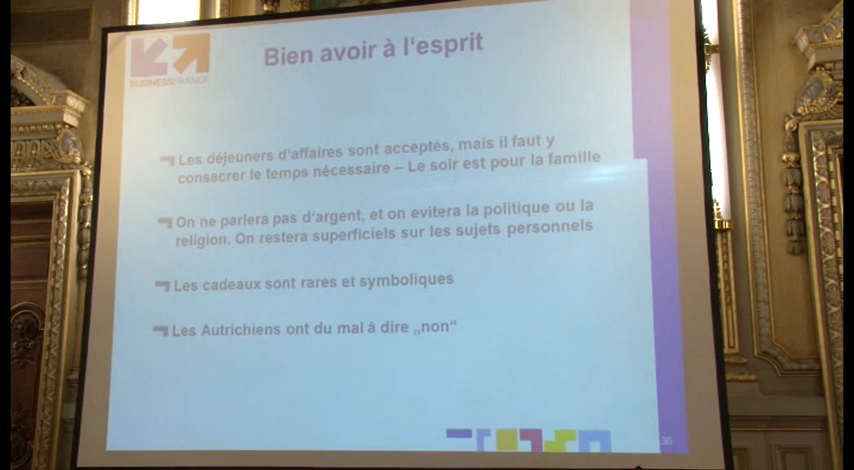 Bien avoir à l‘esprit
BUSINESSFRANCE
Les déjeuners d‘affaires sont acceptés, mais il faut y
consacrer le temps nécessaire – Le soir est pour la famille
On ne parlera pas d‘argent, et on evitera la politique ou la
religion. On restera superficiels sur les sujets personnels
Les cadeaux sont rares et symboliques
Les Autrichiens ont du mal à dire „non“
36